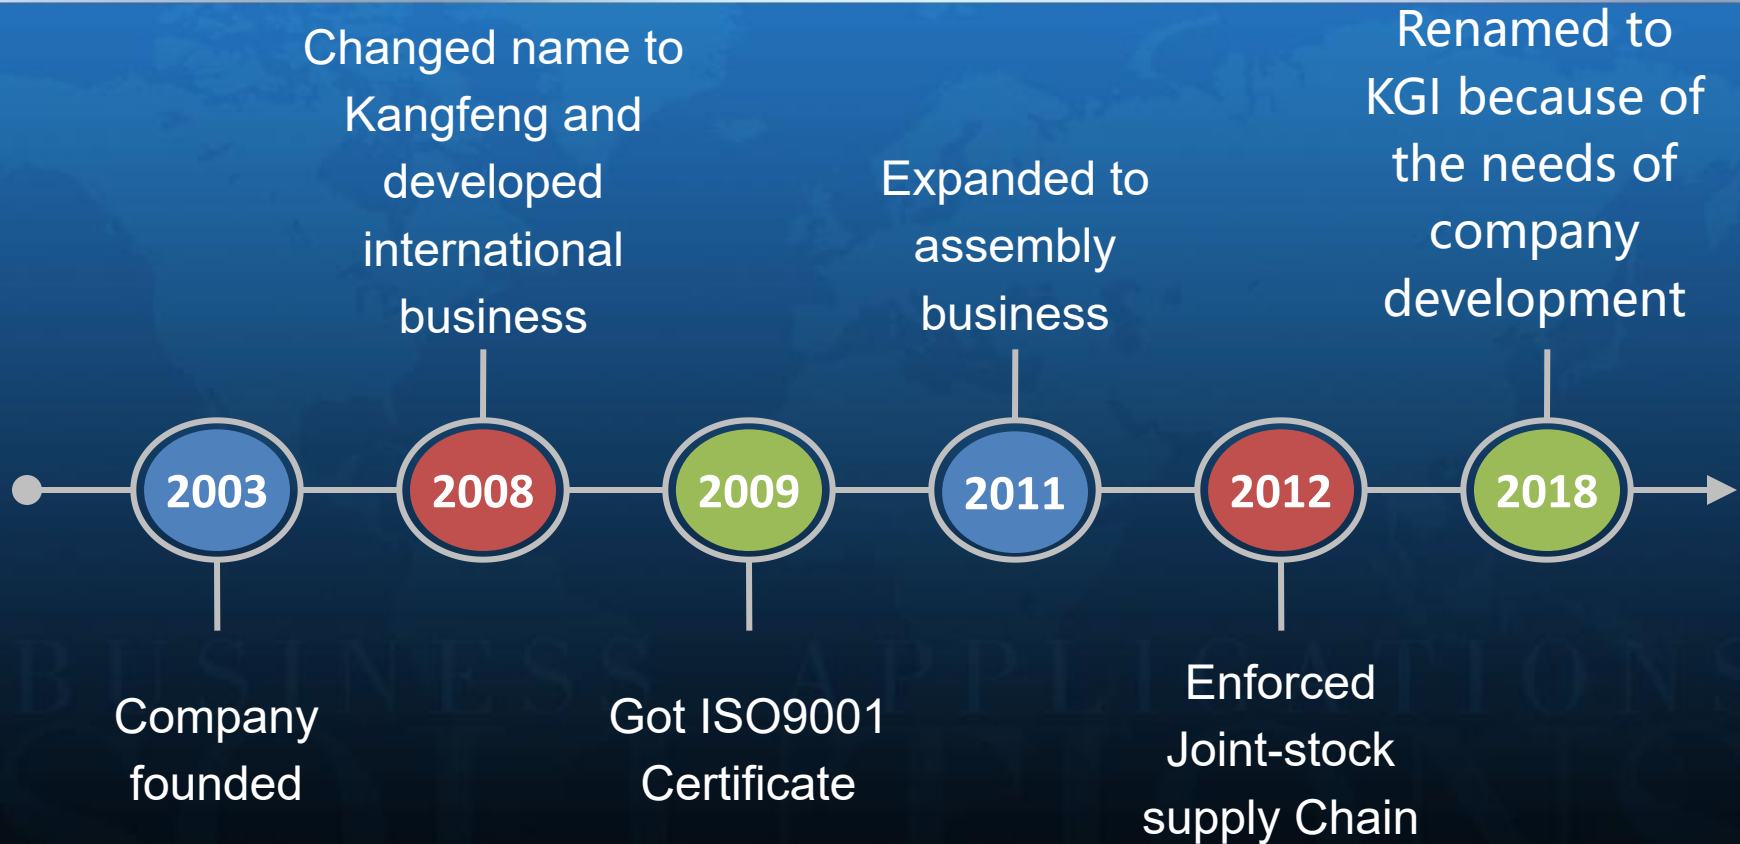 Changed name to
Kangfeng and
developed
international
business
Expanded to
assembly
business
Renamed to
KGI because of
the needs of
company
development
2003
2008
2009
2011
2012
2018
BUSINESS APPLICATIONS
Company
founded
Got ISO9001
Certificate
Enforced
Joint-stock
supply Chain